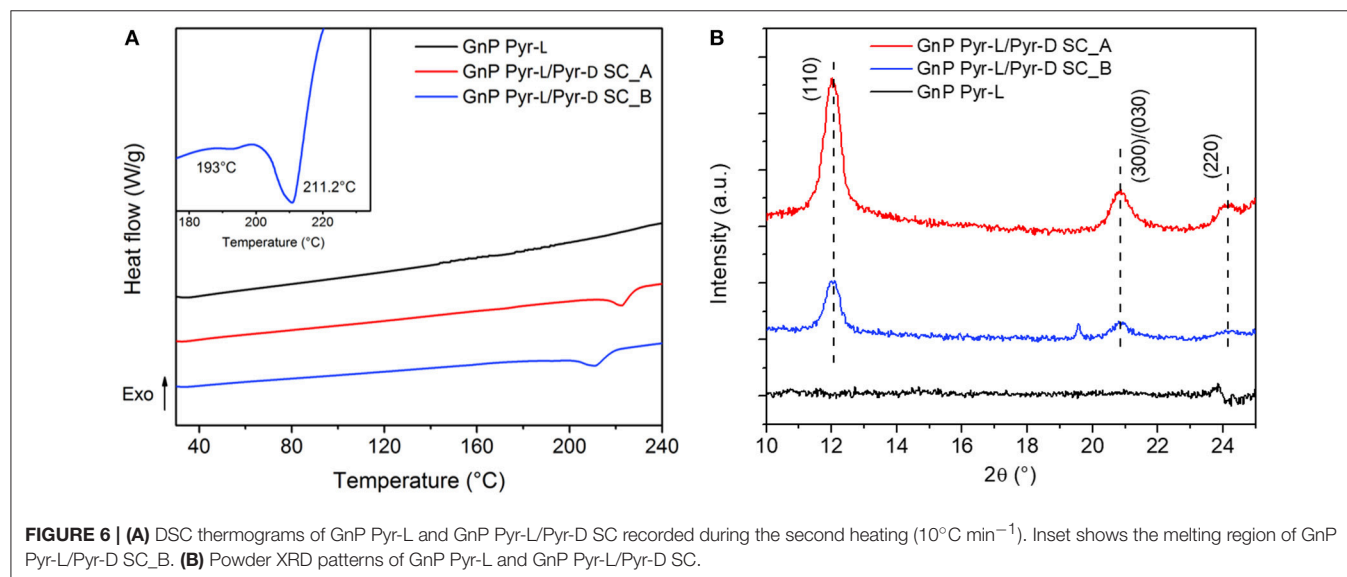 A
GnP Pyr-L
GnP Pyr-L/Pyr-D SC_A
GnP Pyr-L/Pyr-D SC_B
193°C
211.2°C
180 200 220
Temperature (°C)
Heat flow (W/g)
Exo
40 80 120 160 200 240
Temperature (°C)
B
GnP Pyr-L/Pyr-D SC_A
GnP Pyr-L/Pyr-D SC_B
GnP Pyr-L
(110)
(300)/(030)
(220)
Intensity (a.u.)
10 12 14 16 18 20 22 24
2θ (°)
FIGURE 6 | (A) DSC thermograms of GnP Pyr-L and GnP Pyr-L/Pyr-D SC recorded during the second heating (10°C min−1). Inset shows the melting region of GnP
Pyr-L/Pyr-D SC_B. (B) Powder XRD patterns of GnP Pyr-L and GnP Pyr-L/Pyr-D SC.